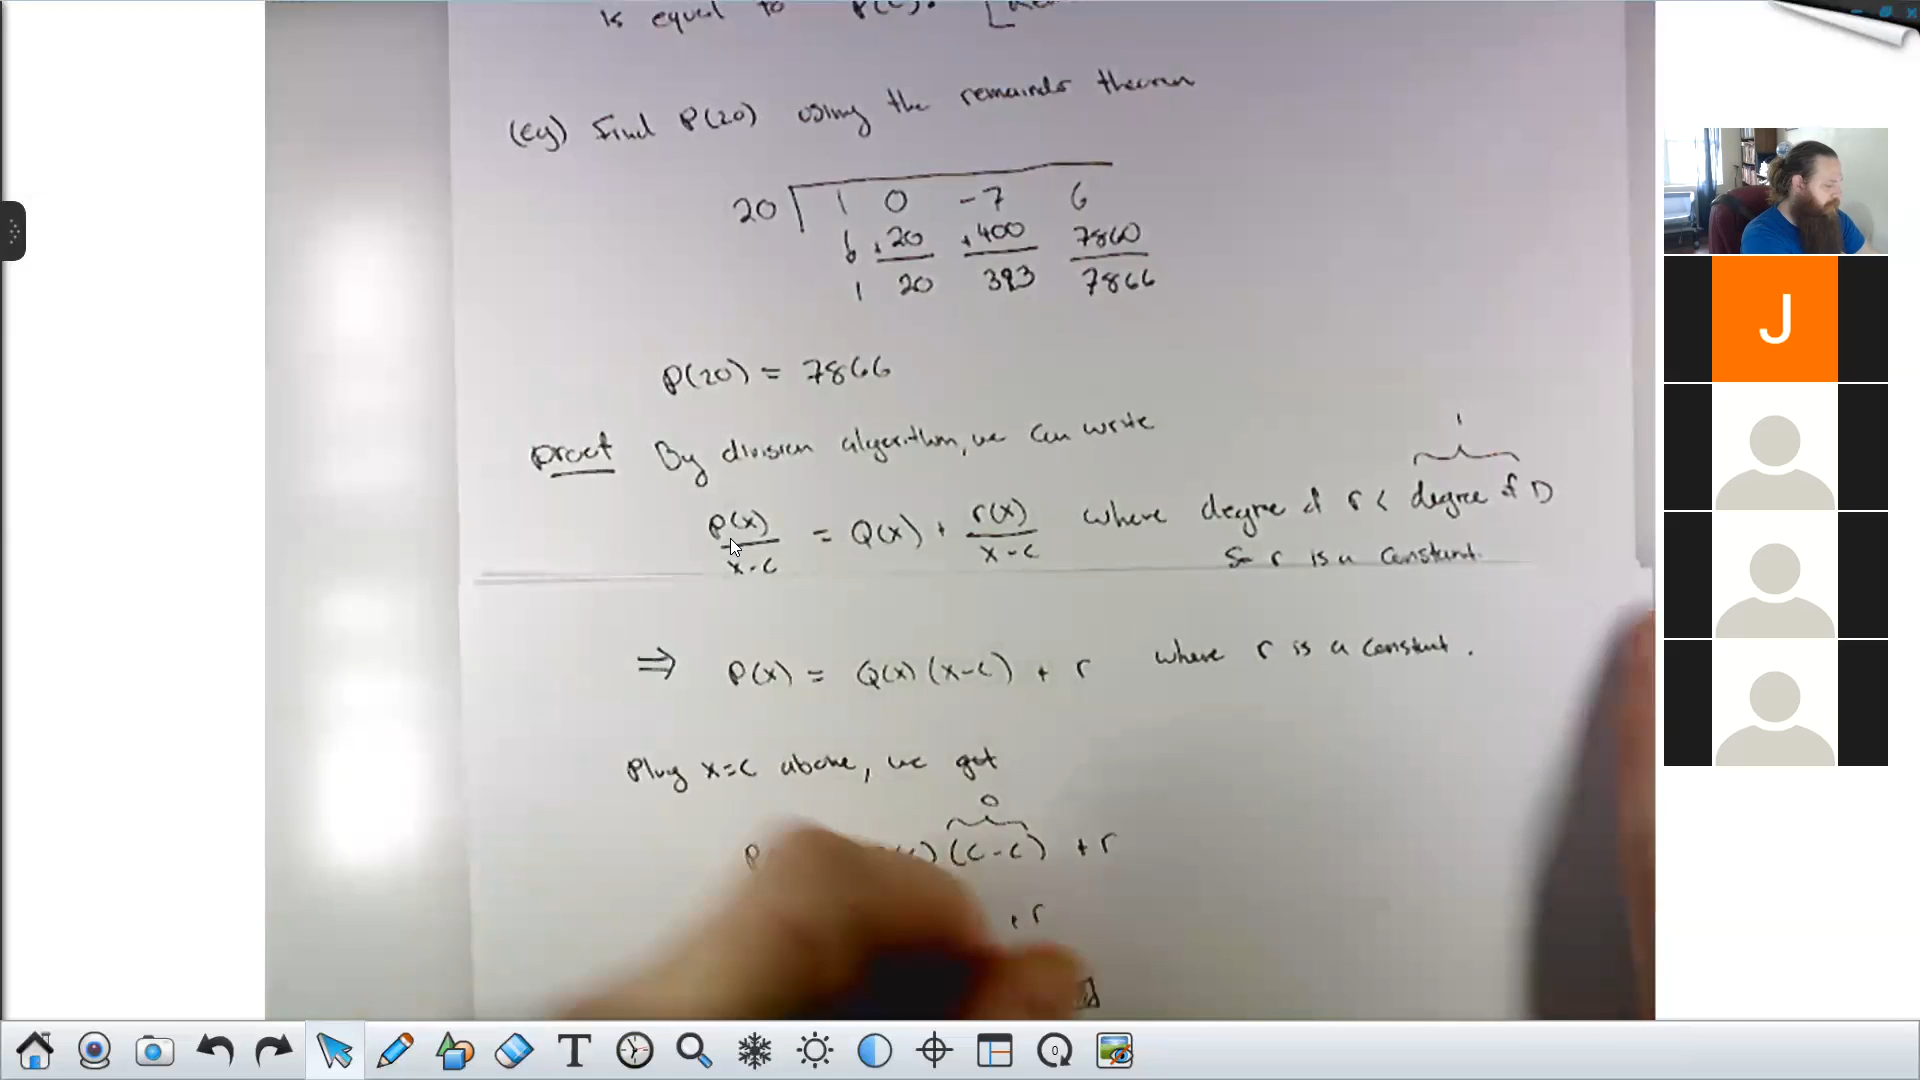 is equal to P(c). [
(eg) Find P(20) using the remainder theorem
20 | 1 0 -7 6
↓ +20 +400 7860
1 20 393 7866
P(20) = 7866
Proof By division algorithm, we can write
1
P(x)/x-c = Q(x) + r(x)/x-c where degree of r < degree of D
So r is a constant.
⇒ P(x) = Q(x)(x-c) + r where r is a constant.
Plug x=c above, we get
0
P (c-c) + r
+ r
J
T
0